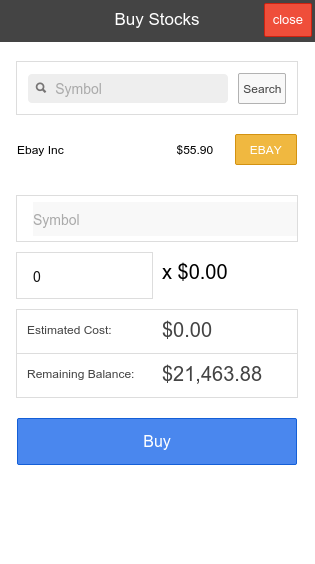 Buy Stocks
close
Symbol
Search
Ebay Inc
$55.90
EBAY
Symbol
0
x $0.00
Estimated Cost:
$0.00
Remaining Balance:
$21,463.88
Buy